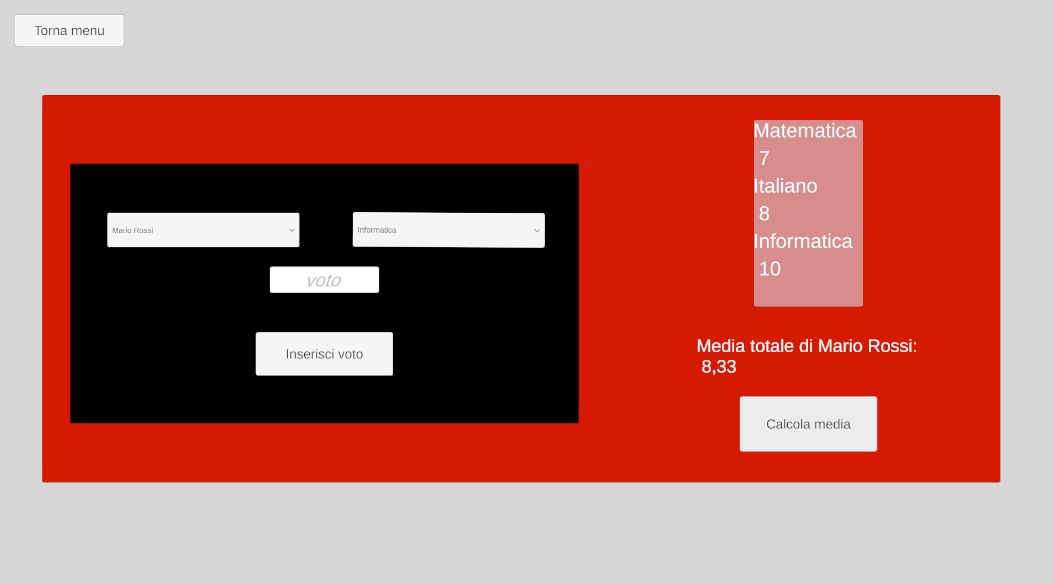 Torna menu
Mario Rossi
Informatica
voto
Inserisci voto
Matematica
7
Italiano
8
Informatica
10
Media totale di Mario Rossi:
8,33
Calcola media